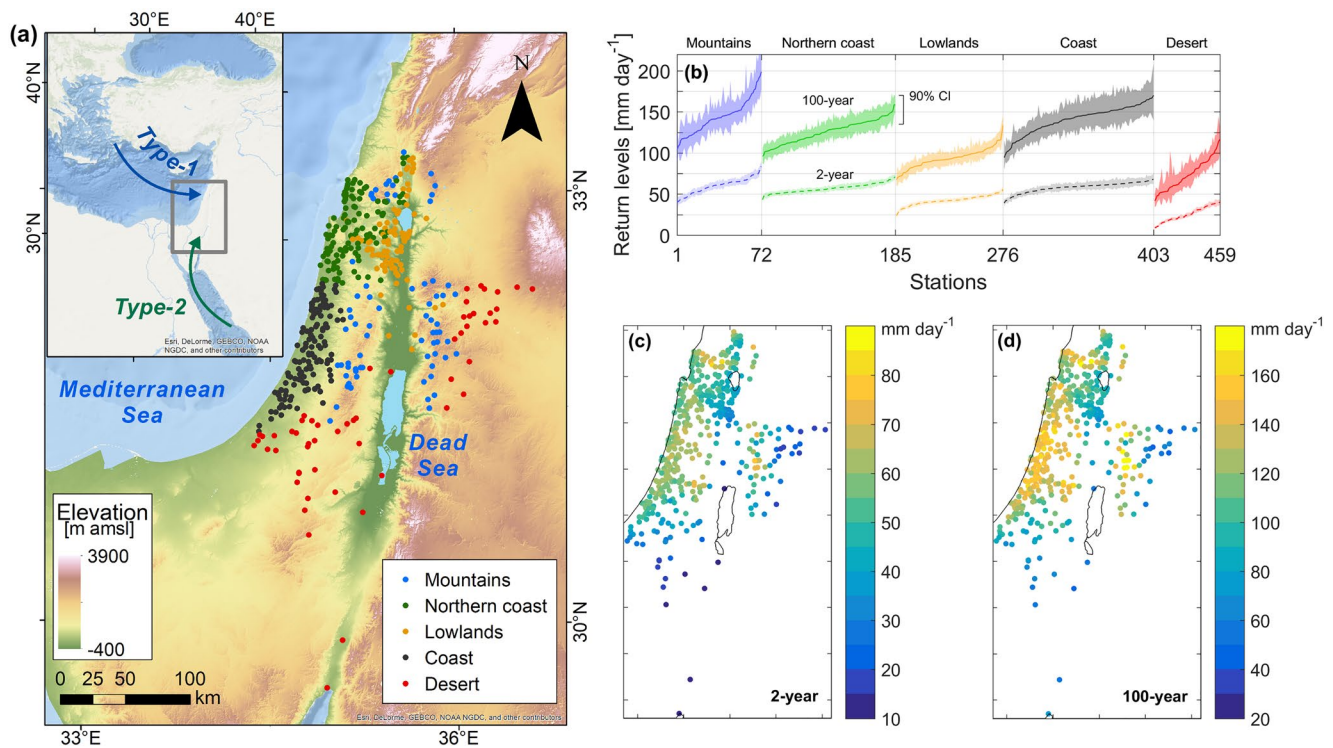 (a)
30°E
40°E
40°N
30°N
Type-1
Type-2
Esri, DeLorme, GEBCO, NOAA
NGDC, and other contributors
N
33°N
30°N
Mediterranean
Sea
Dead
Sea
Elevation
[m amsl]
3900
-400
0 25 50 100
km
Mountains
Northern coast
Lowlands
Coast
Desert
Esri, DeLorme, GEBCO, NOAA NGDC, and other contributors
33°E
36°E
(b)
Mountains Northern coast Lowlands Coast Desert
Return levels [mm day⁻¹]
200
150
100
50
0
100-year
90% CI
2-year
1 72 185 276 403 459
Stations
(c)
2-year
mm day⁻¹
90
80
70
60
50
40
30
20
10
(d)
100-year
mm day⁻¹
160
140
120
100
80
60
40
20